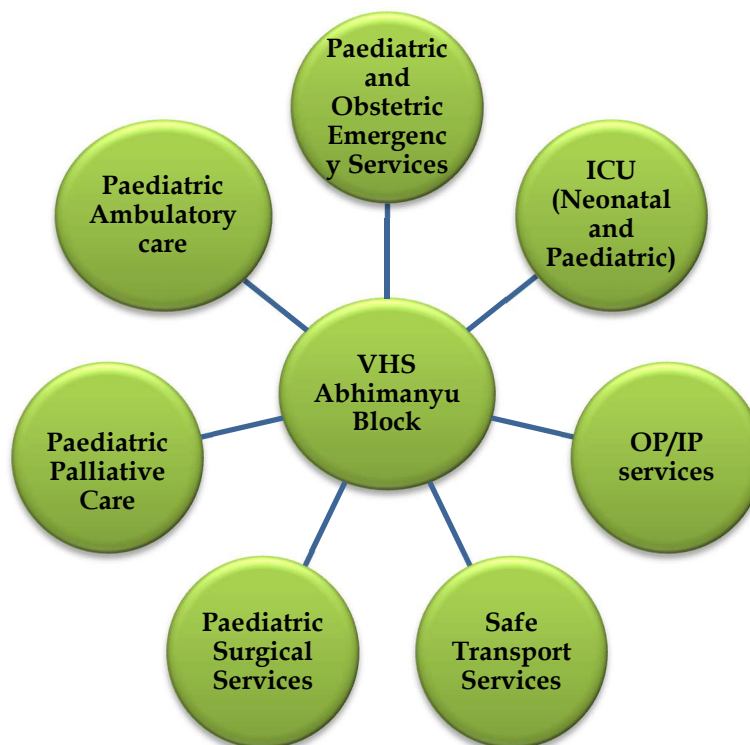 Paediatric
and
Obstetric
Emergenc
y Services
ICU
(Neonatal
and
Paediatric)
OP/IP
services
Safe
Transport
Services
Paediatric
Surgical
Services
Paediatric
Palliative
Care
Paediatric
Ambulatory
care
VHS
Abhimanyu
Block